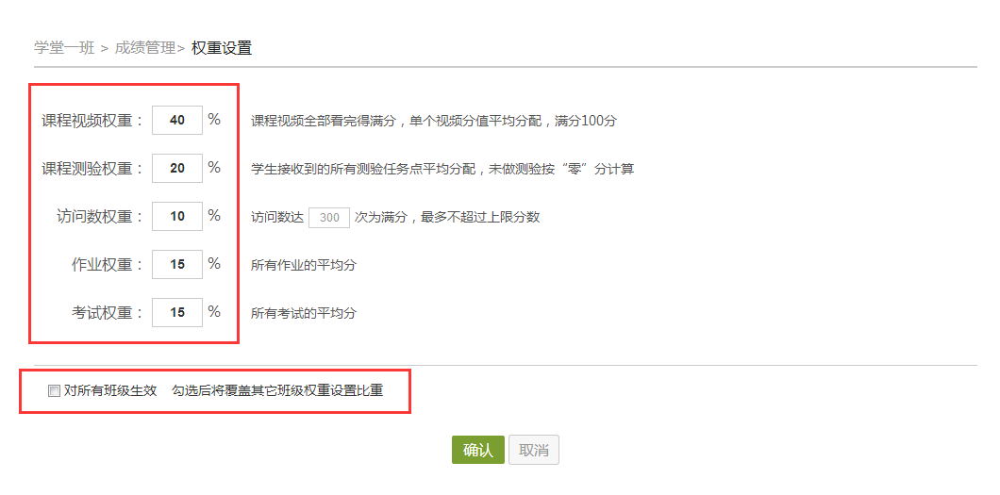 学堂一班 > 成绩管理> 权重设置
课程视频权重： 40 % 课程视频全部看完得满分，单个视频分值平均分配，满分100分
课程测验权重： 20 % 学生接收到的所有测验任务点平均分配，未做测验按“零”分计算
访问数权重： 10 % 访问数达 300 次为满分，最多不超过上限分数
作业权重： 15 % 所有作业的平均分
考试权重： 15 % 所有考试的平均分
对所有班级生效 勾选后将覆盖其它班级权重设置比重
确认 取消